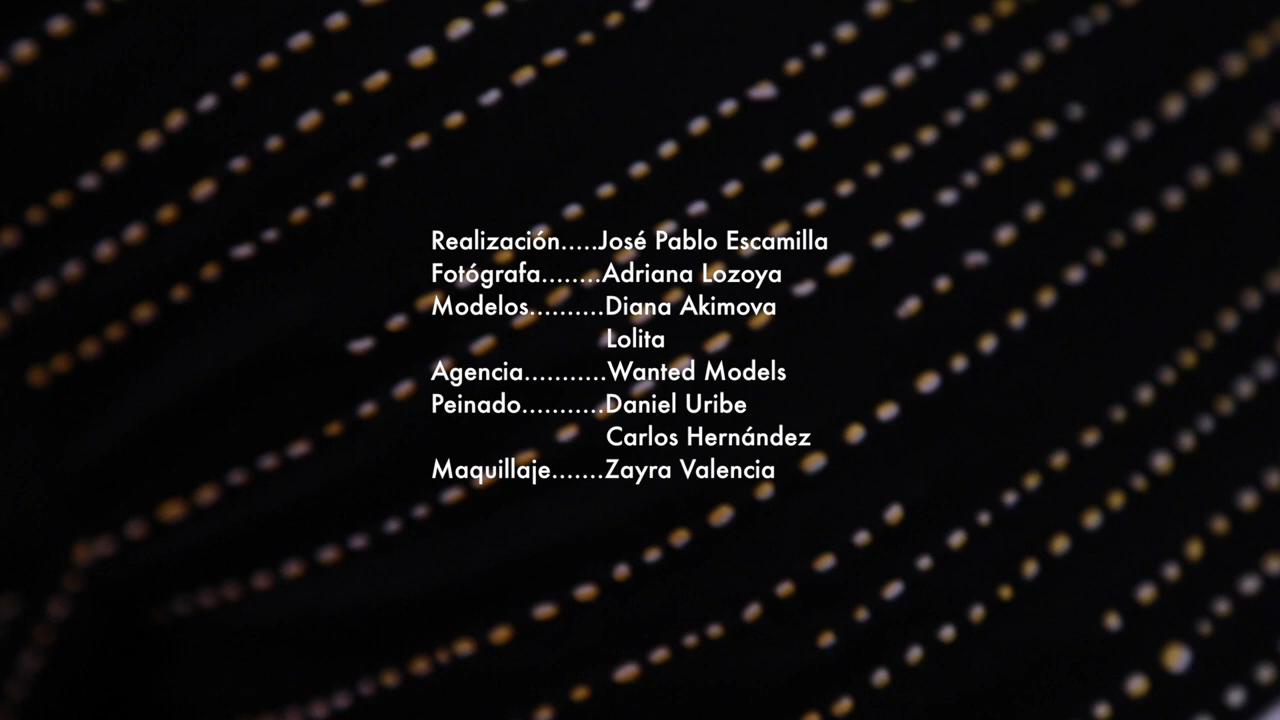 Realización.....José Pablo Escamilla
Fotógrafa........Adriana Lozoya
Modelos..........Diana Akimova
Lolita
Agencia...........Wanted Models
Peinado...........Daniel Uribe
Carlos Hernández
Maquillaje.......Zayra Valencia